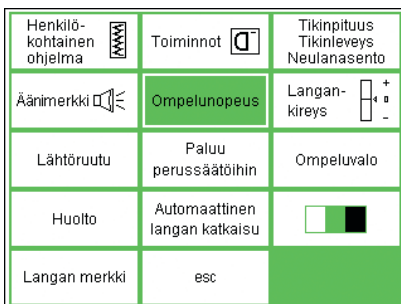 Henkilö-
kohtainen
ohjelma
Toiminnot
Tikinpituus
Tikinleveys
Neulanasento
Äänimerkki
Ompelunopeus
Langan-
kireys
+
-
Lähtöruutu
Paluu
perussäätöihin
Ompeluvalo
Huolto
Automaattinen
langan katkaisu
Langan merkki
esc